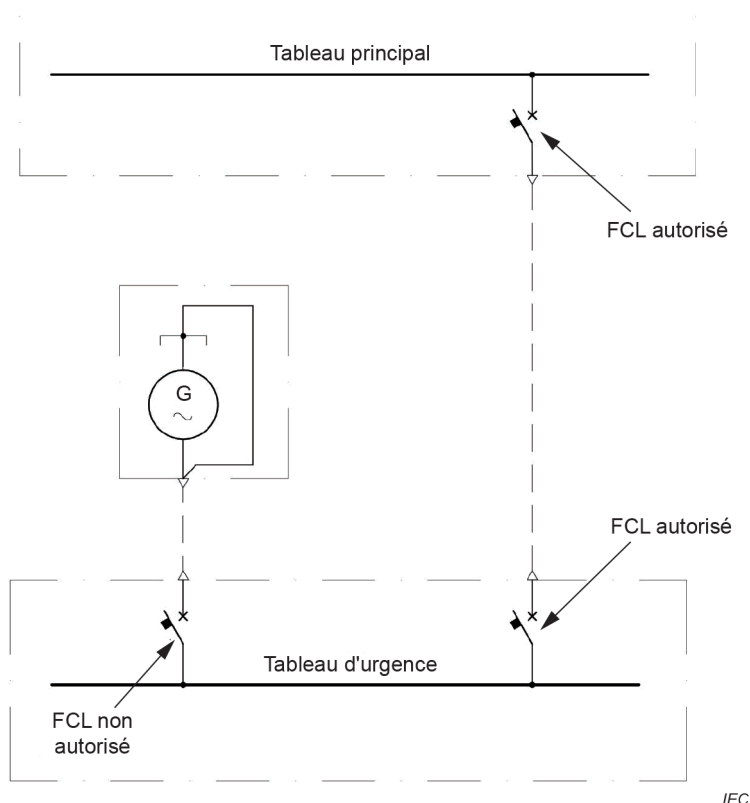 Tableau principal
FCL autorisé
G
FCL autorisé
Tableau d'urgence
FCL non
autorisé
IEC